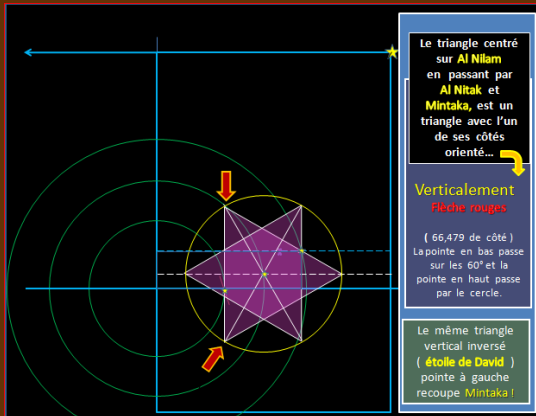 Le triangle centré
sur Al Nilam
en passant par
Al Nitak et
Mintaka, est un
triangle avec l'un
de ses côtés
orienté...
Verticalement
Flèche rouges
( 66,479 de côté )
La pointe en bas passe
sur les 60° et la
pointe en haut passe
par le cercle.
Le même triangle
vertical inversé
( étoile de David )
pointe à gauche
recoupe Mintaka !